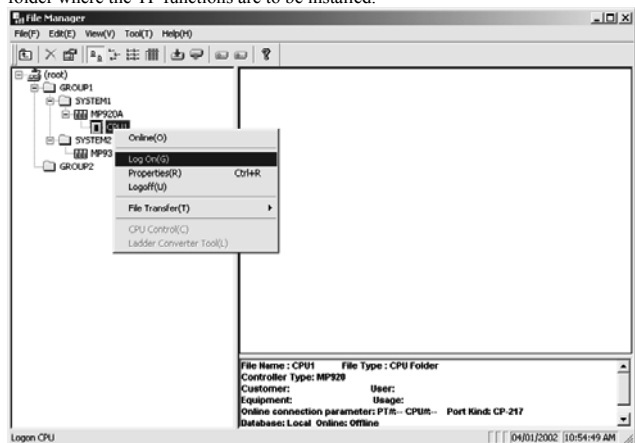 folder where the TP functions are to be installed.
File Manager
File(F) Edit(E) View(V) Tool(T) Help(H)
(root)
GROUP1
SYSTEM1
MP920A
CPU1
SYSTEM2
MP93
GROUP2
Online(O)
Log On(G)
Properties(R) Ctrl+R
Logoff(U)
File Transfer(T)
CPU Control(C)
Ladder Converter Tool(L)
File Name : CPU1 File Type : CPU Folder
Controller Type: MP920
Customer: User:
Equipment: Usage:
Online connection parameter: PT#:-- CPU#:-- Port Kind: CP-217
Database: Local Online: Offline
Logon CPU
04/01/2002 10:54:49 AM